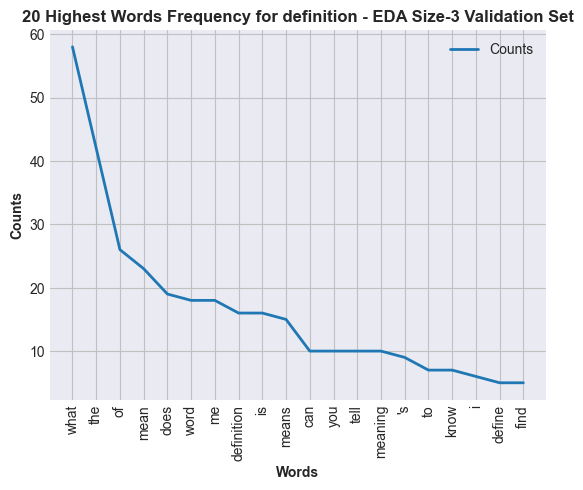 20 Highest Words Frequency for definition - EDA Size-3 Validation Set
Counts
60
50
40
30
20
10
Counts
what
the
of
mean
does
word
me
definition
is
means
can
you
tell
meaning
's
to
know
i
define
find
Words